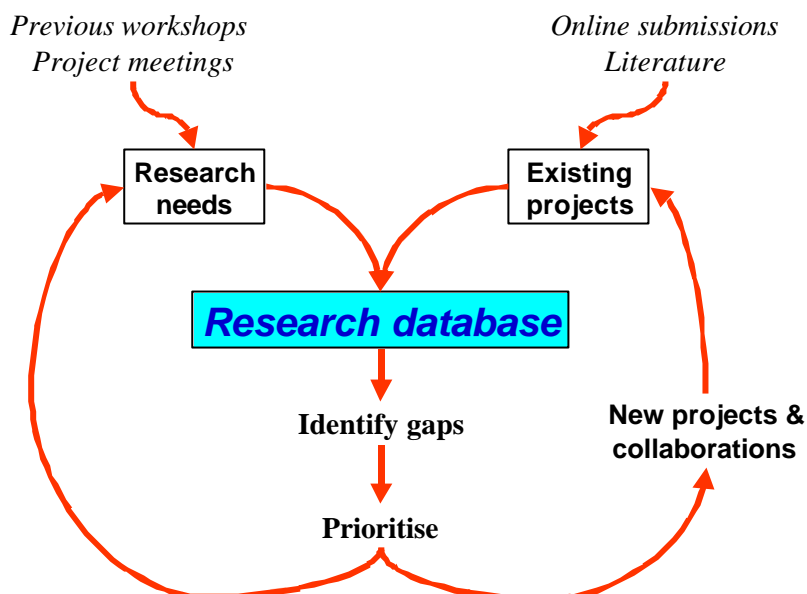 Previous workshops
Project meetings
Online submissions
Literature
Research
needs
Existing
projects
Research database
Identify gaps
New projects &
collaborations
Prioritise